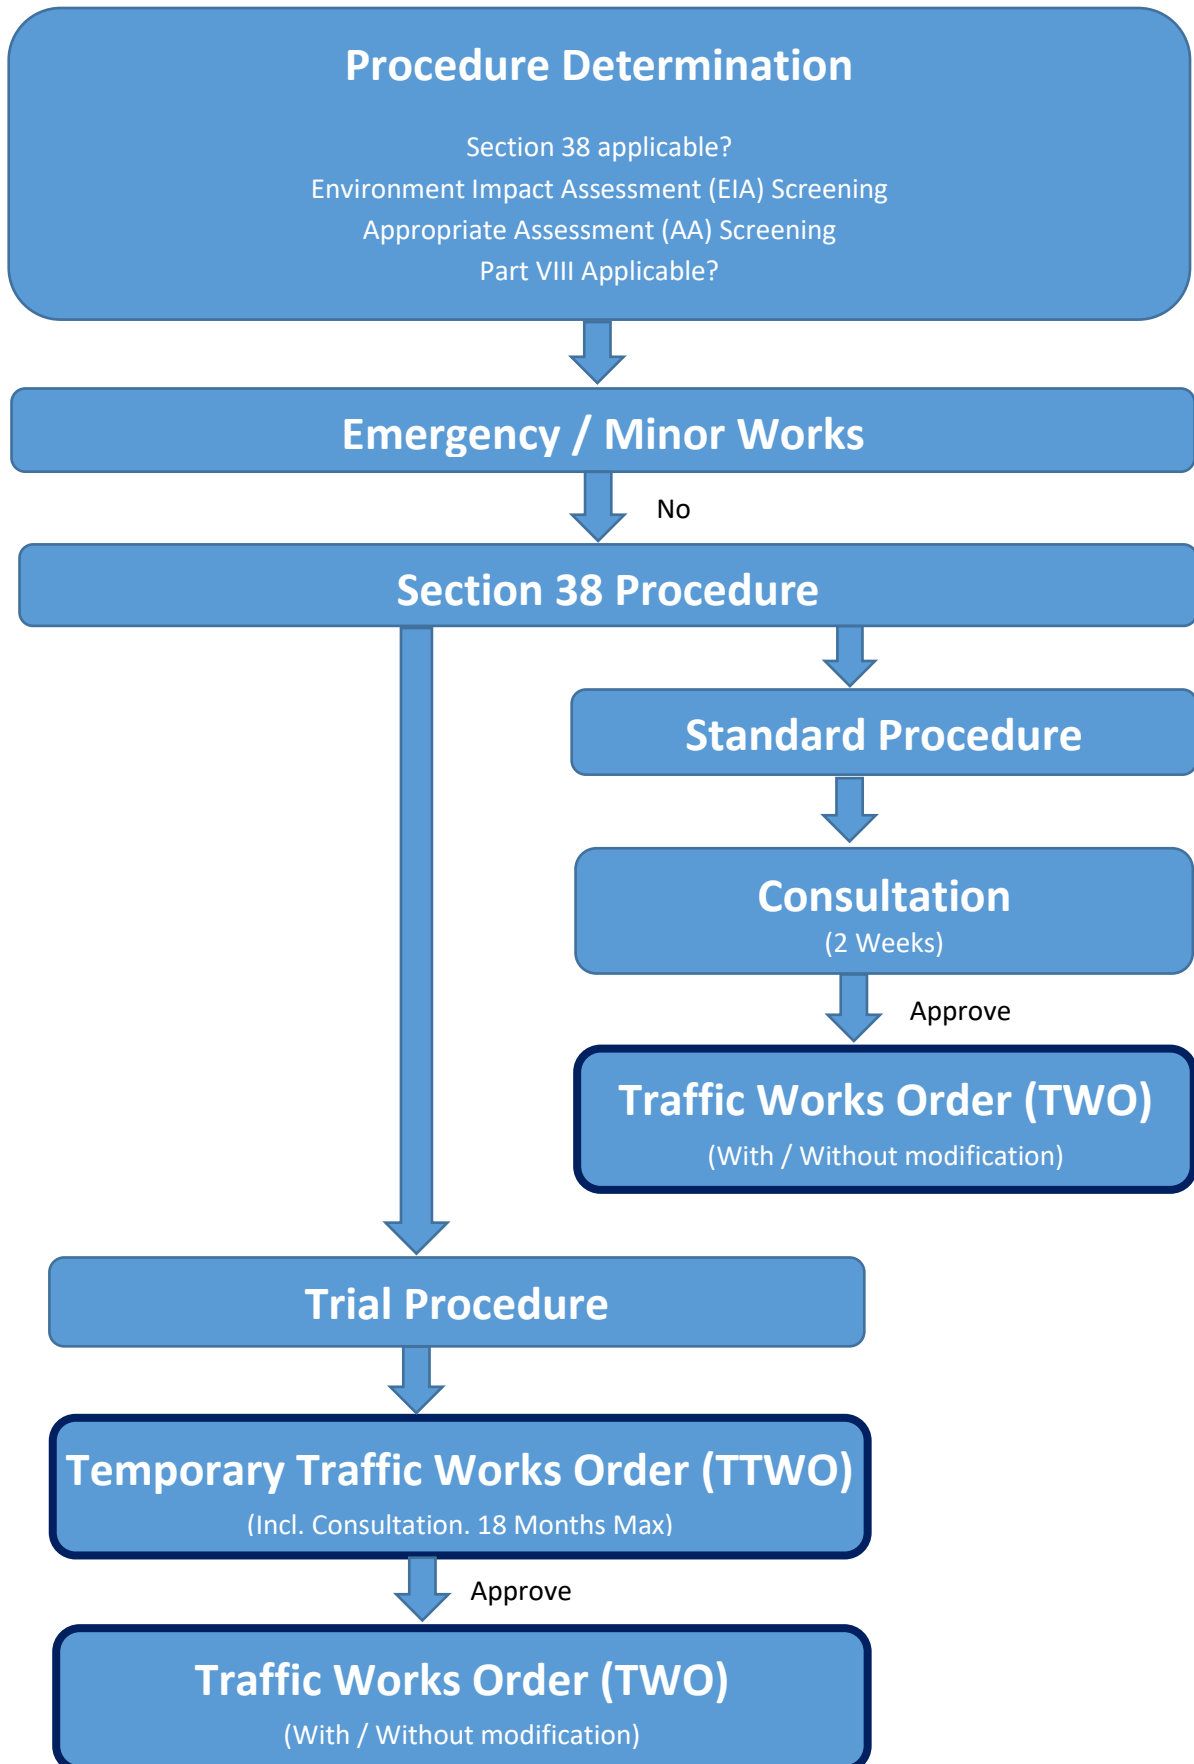 Procedure Determination
Section 38 applicable?
Environment Impact Assessment (EIA) Screening
Appropriate Assessment (AA) Screening
Part VIII Applicable?
Emergency / Minor Works
No
Section 38 Procedure
Standard Procedure
Consultation
(2 Weeks)
Approve
Traffic Works Order (TWO)
(With / Without modification)
Trial Procedure
Temporary Traffic Works Order (TTWO)
(Incl. Consultation. 18 Months Max)
Approve
Traffic Works Order (TWO)
(With / Without modification)